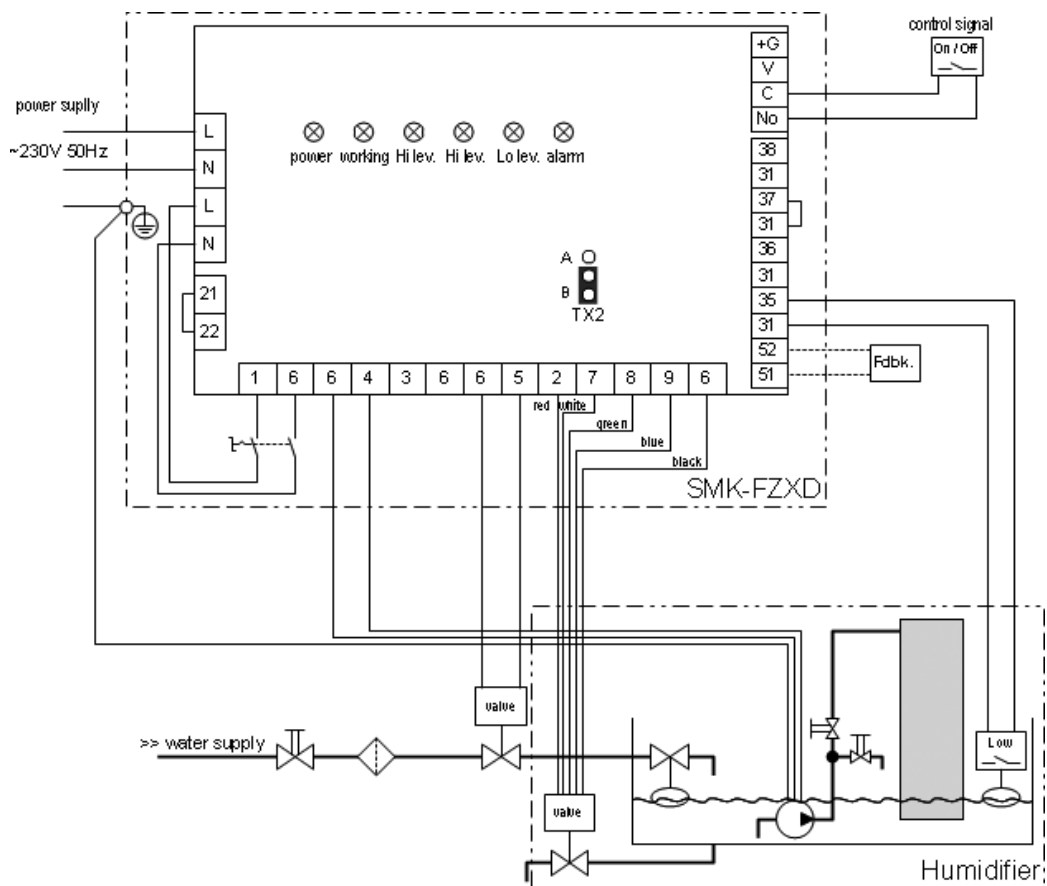 control signal
On / Off
+G
V
C
No
38
31
37
31
36
31
35
31
52
51
Fdbk.
power suplly
~230V 50Hz
L
N
L
N
21
22
power working Hi lev. Hi lev. Lo lev. alarm
A
B
TX2
1 6 6 4 3 6 6 5 2 7 8 9 6
red white
green
blue
black
SMK-FZXD
valve
>> water supply
Low
valve
Humidifier